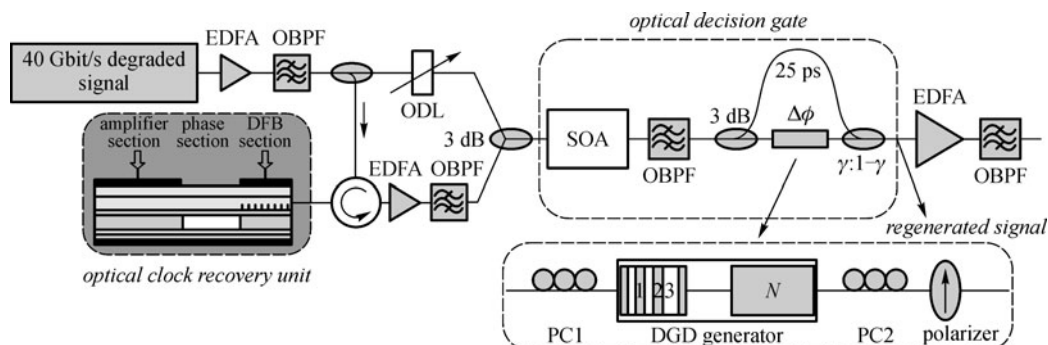 optical decision gate
40 Gbit/s degraded
signal
EDFA
OBPF
ODL
3 dB
SOA
OBPF
3 dB
25 ps
Δϕ
γ:1−γ
EDFA
OBPF
amplifier
section
phase
section
DFB
section
EDFA
OBPF
optical clock recovery unit
regenerated signal
1
2
3
N
PC1
DGD generator
PC2
polarizer